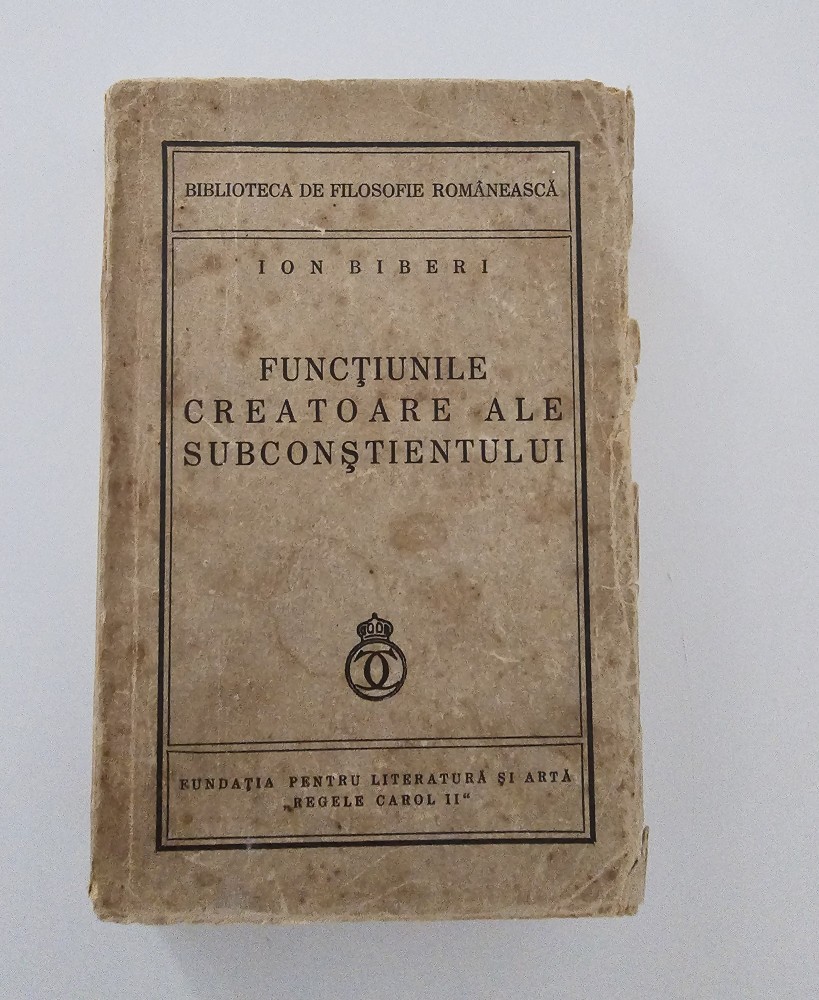 BIBLIOTECA DE FILOSOFIE ROMÂNEASCĂ
ION BIBERI
FUNCŢIUNILE
CREATOARE ALE
SUBCONŞTIENTULUI
FUNDAŢIA PENTRU LITERATURĂ ŞI ARTĂ
„REGELE CAROL II“